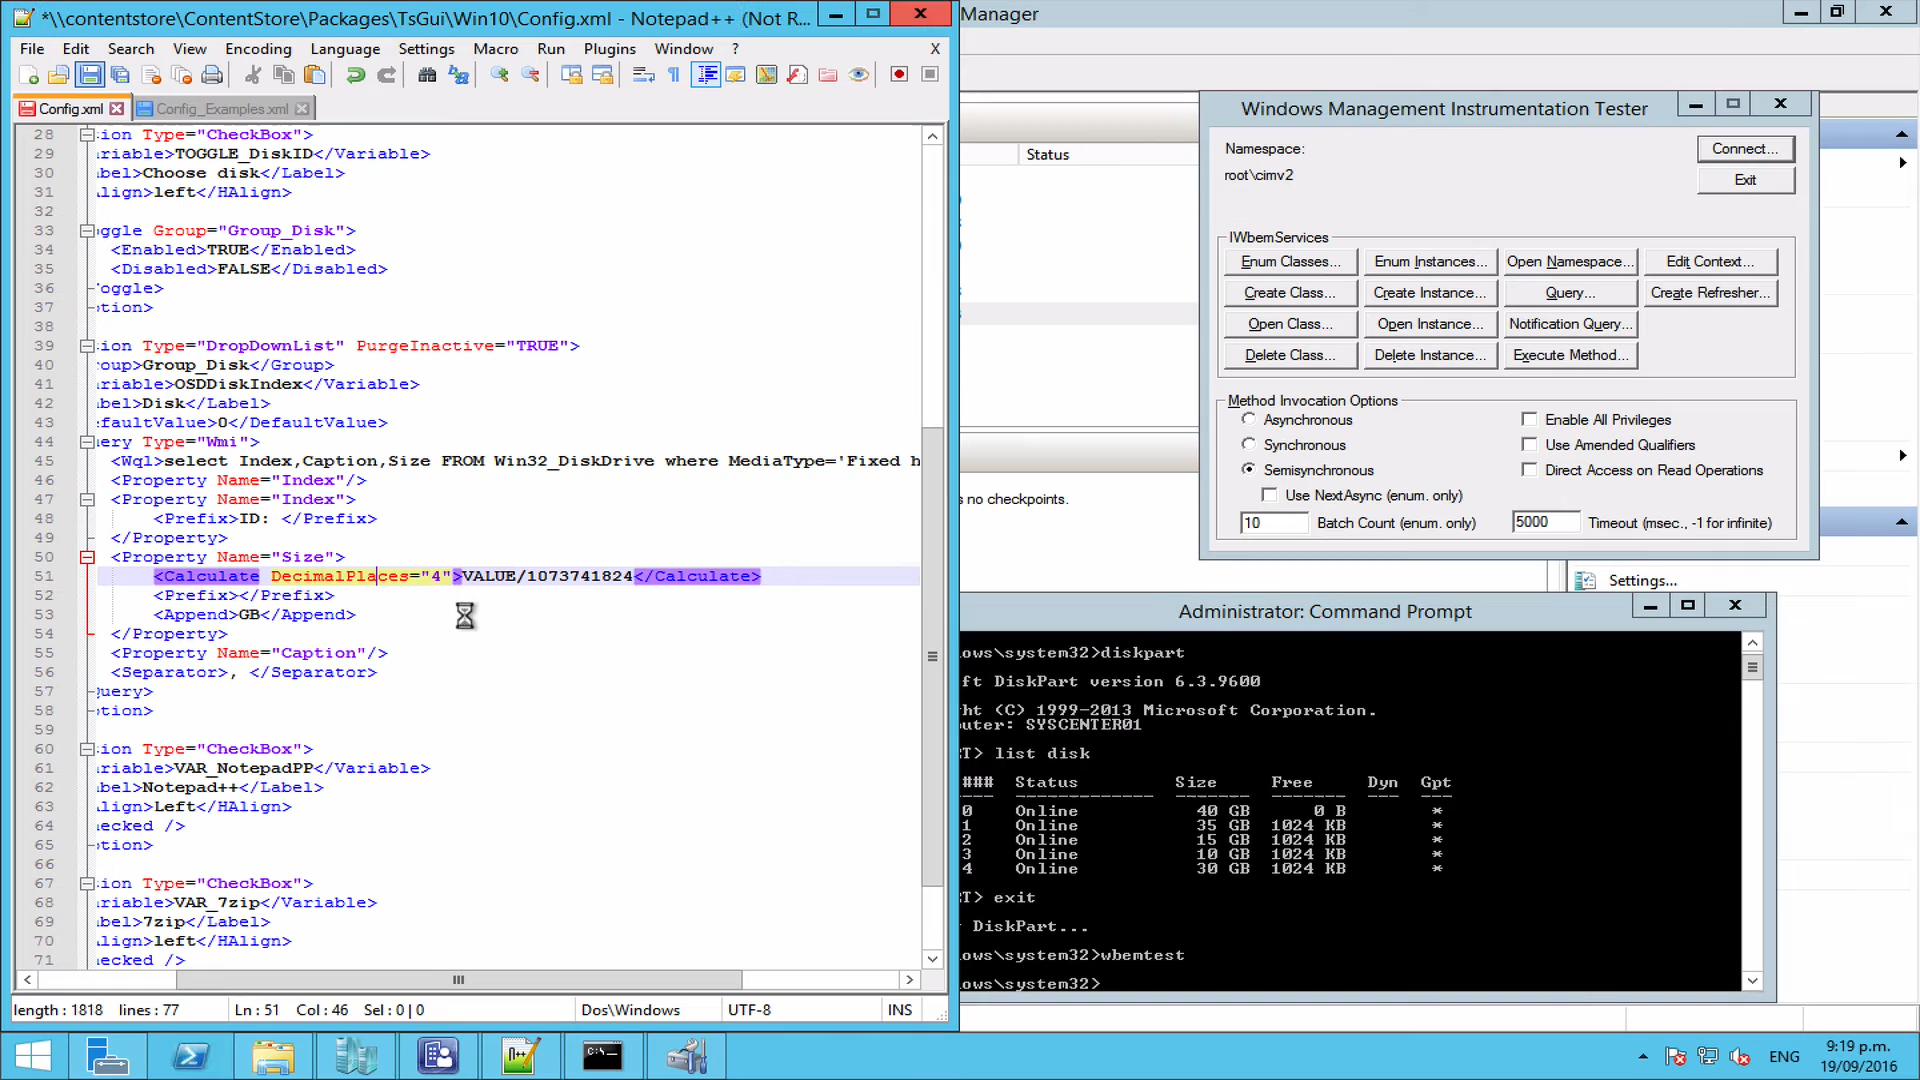 *\\contentstore\ContentStore\Packages\TsGui\Win10\Config.xml - Notepad++ (Not R...
File Edit Search View Encoding Language Settings Macro Run Plugins Window ? X
Config.xml Config_Examples.xml
28 ion Type="CheckBox">
29 riable>TOGGLE_DiskID</Variable>
30 bel>Choose disk</Label>
31 lign>left</HAlign>
32
33 ggle Group="Group_Disk">
34 <Enabled>TRUE</Enabled>
35 <Disabled>FALSE</Disabled>
36 oggle>
37 tion>
38
39 ion Type="DropDownList" PurgeInactive="TRUE">
40 oup>Group_Disk</Group>
41 riable>OSDDiskIndex</Variable>
42 bel>Disk</Label>
43 faultValue>0</DefaultValue>
44 ery Type="Wmi">
45 <Wql>select Index,Caption,Size FROM Win32_DiskDrive where MediaType='Fixed h
46 <Property Name="Index"/>
47 <Property Name="Index">
48 <Prefix>ID: </Prefix>
49 </Property>
50 <Property Name="Size">
51 <Calculate DecimalPlaces="4">VALUE/1073741824</Calculate>
52 <Prefix></Prefix>
53 <Append>GB</Append>
54 </Property>
55 <Property Name="Caption"/>
56 <Separator>, </Separator>
57 uery>
58 tion>
59
60 ion Type="CheckBox">
61 riable>VAR_NotepadPP</Variable>
62 bel>Notepad++</Label>
63 lign>Left</HAlign>
64 ecked />
65 tion>
66
67 ion Type="CheckBox">
68 riable>VAR_7zip</Variable>
69 bel>7zip</Label>
70 lign>left</HAlign>
71 ecked />
length : 1818 lines : 77 Ln : 51 Col : 46 Sel : 0 | 0 Dos\Windows UTF-8 INS
Manager
Status
s no checkpoints.
Settings...
Windows Management Instrumentation Tester
Namespace:
root\cimv2
Connect...
Exit
IWbemServices
Enum Classes... Enum Instances... Open Namespace... Edit Context...
Create Class... Create Instance... Query... Create Refresher...
Open Class... Open Instance... Notification Query...
Delete Class... Delete Instance... Execute Method...
Method Invocation Options
Asynchronous Enable All Privileges
Synchronous Use Amended Qualifiers
Semisynchronous Direct Access on Read Operations
Use NextAsync (enum. only)
10 Batch Count (enum. only) 5000 Timeout (msec., -1 for infinite)
Administrator: Command Prompt
ows\system32>diskpart
ft DiskPart version 6.3.9600
ht (C) 1999-2013 Microsoft Corporation.
uter: SYSCENTER01
T> list disk
### Status Size Free Dyn Gpt
0 Online 40 GB 0 B *
1 Online 35 GB 1024 KB *
2 Online 15 GB 1024 KB *
3 Online 10 GB 1024 KB *
4 Online 30 GB 1024 KB *
T> exit
DiskPart...
ows\system32>wbemtest
ows\system32>
ENG
9:19 p.m.
19/09/2016